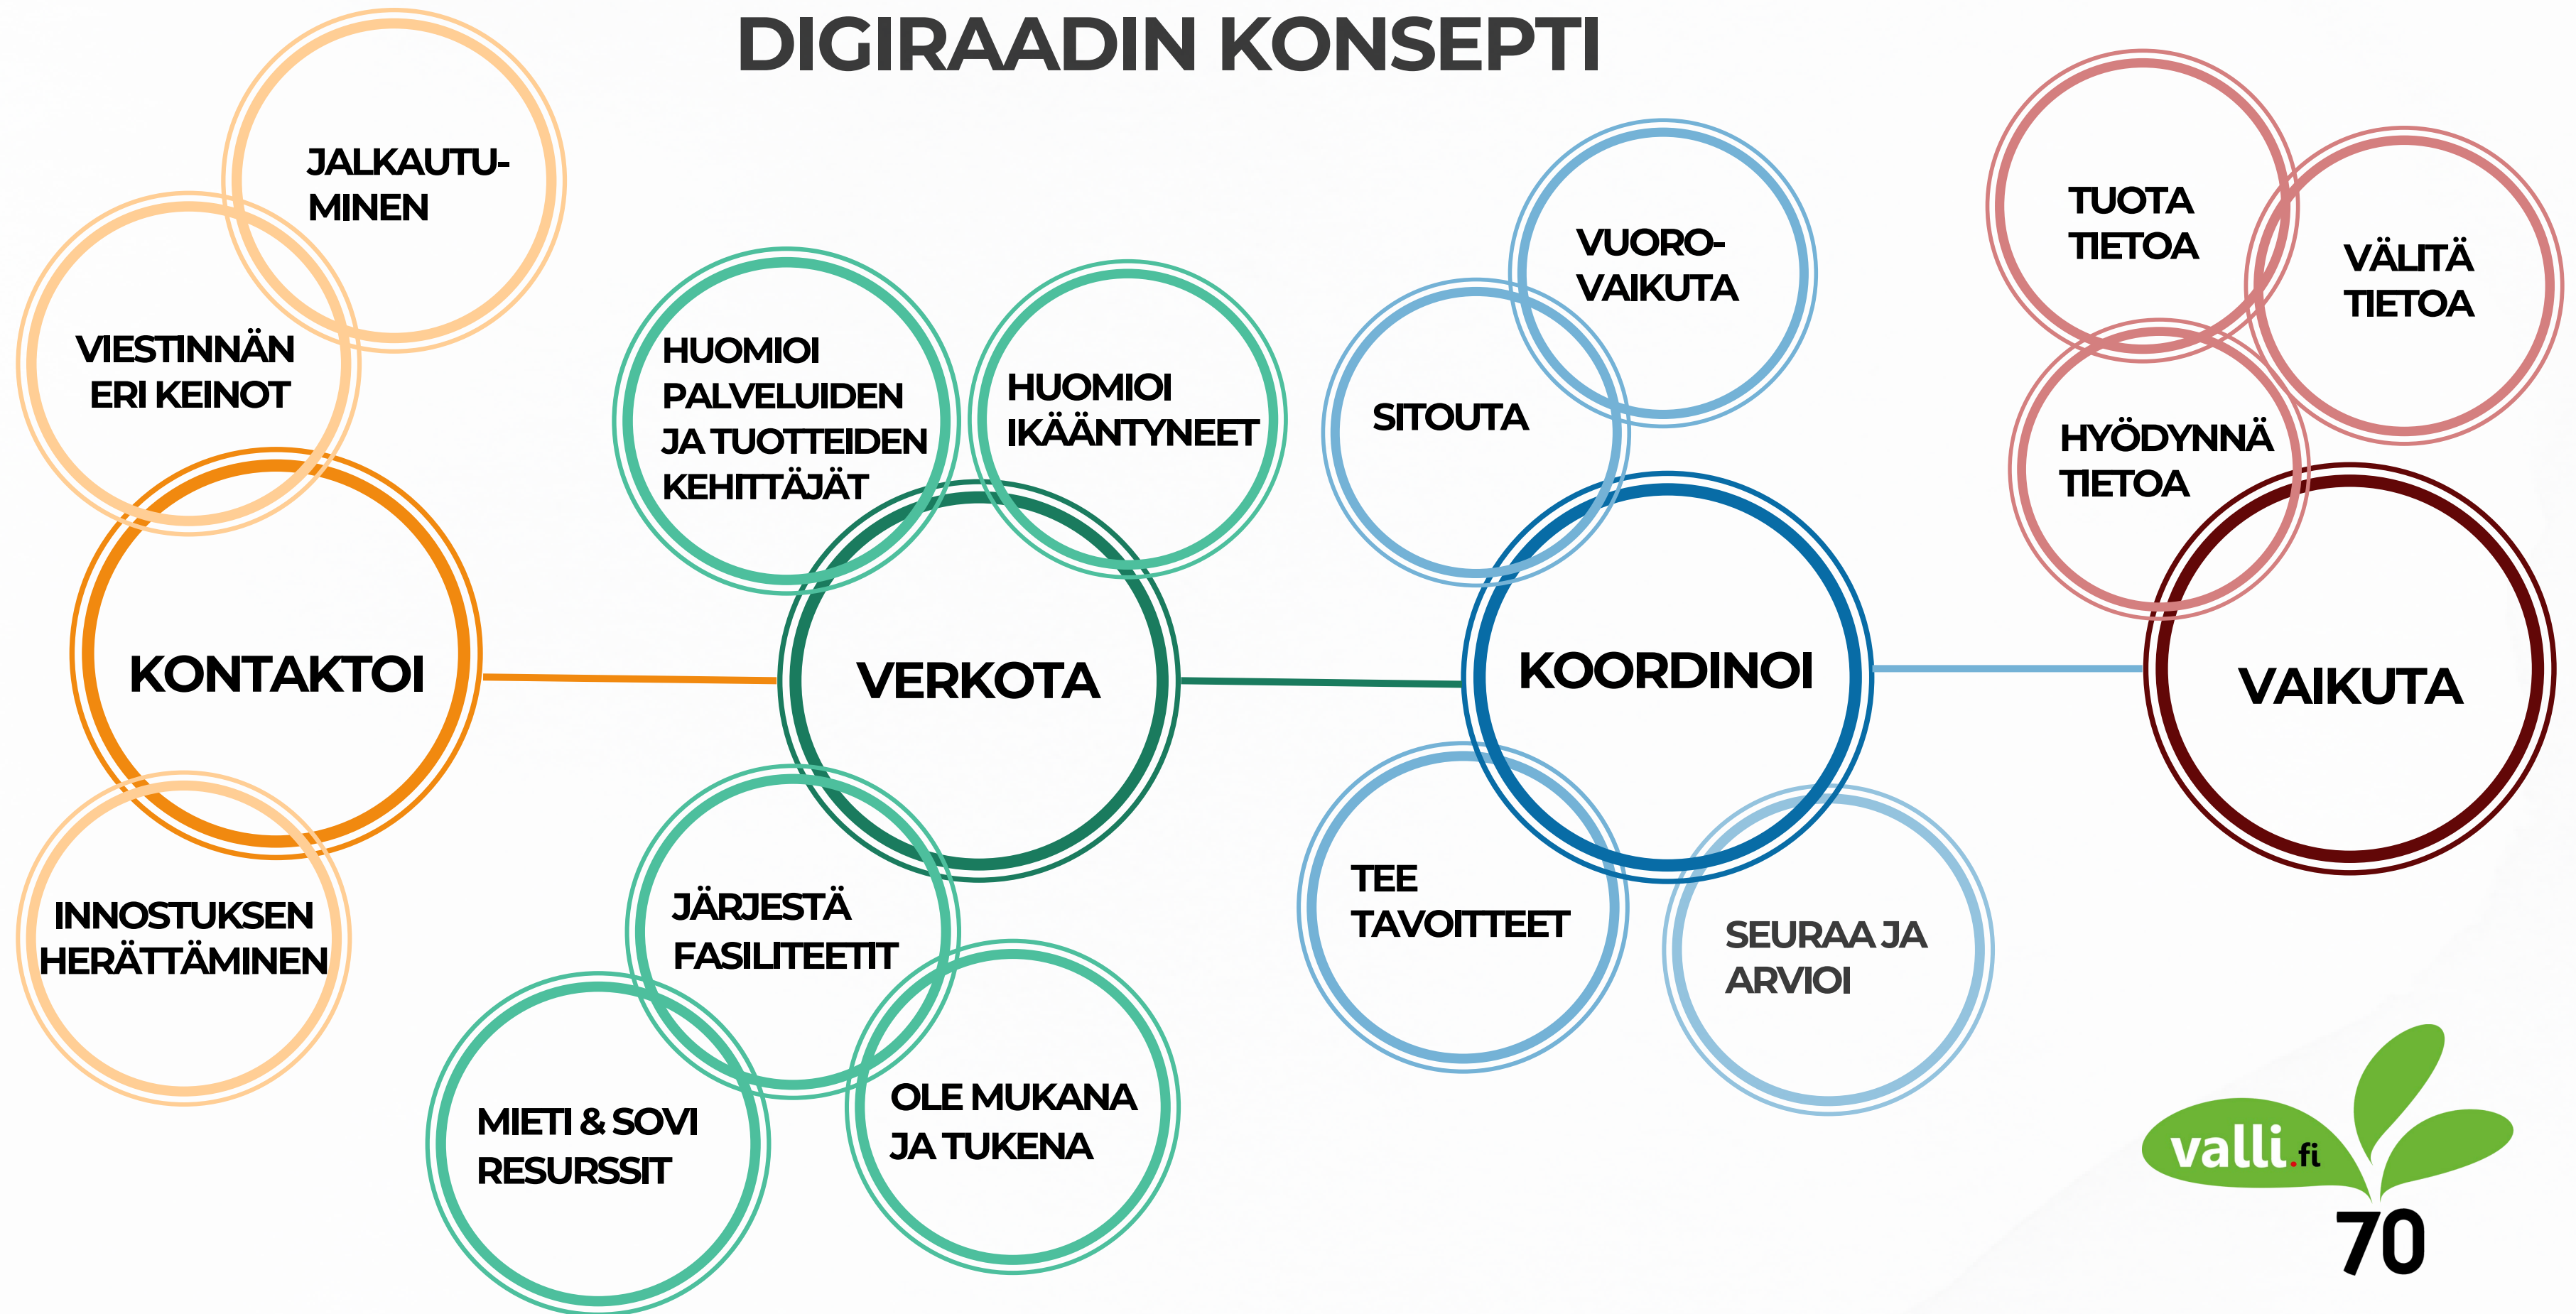 DIGIRAADIN KONSEPTI
JALKAUTU-
MINEN
VIESTINNÄN
ERI KEINOT
KONTAKTOI
INNOSTUKSEN
HERÄTTÄMINEN
HUOMIOI
PALVELUIDEN
JA TUOTTEIDEN
KEHITTÄJÄT
HUOMIOI
IKÄÄNTYNEET
VERKOTA
JÄRJESTÄ
FASILITEETIT
MIETI & SOVI
RESURSSIT
OLE MUKANA
JA TUKENA
VUORO-
VAIKUTA
SITOUTA
KOORDINOI
TEE
TAVOITTEET
SEURAA JA
ARVIOI
TUOTA
TIETOA
VÄLITÄ
TIETOA
HYÖDYNNÄ
TIETOA
VAIKUTA
valli.fi
70